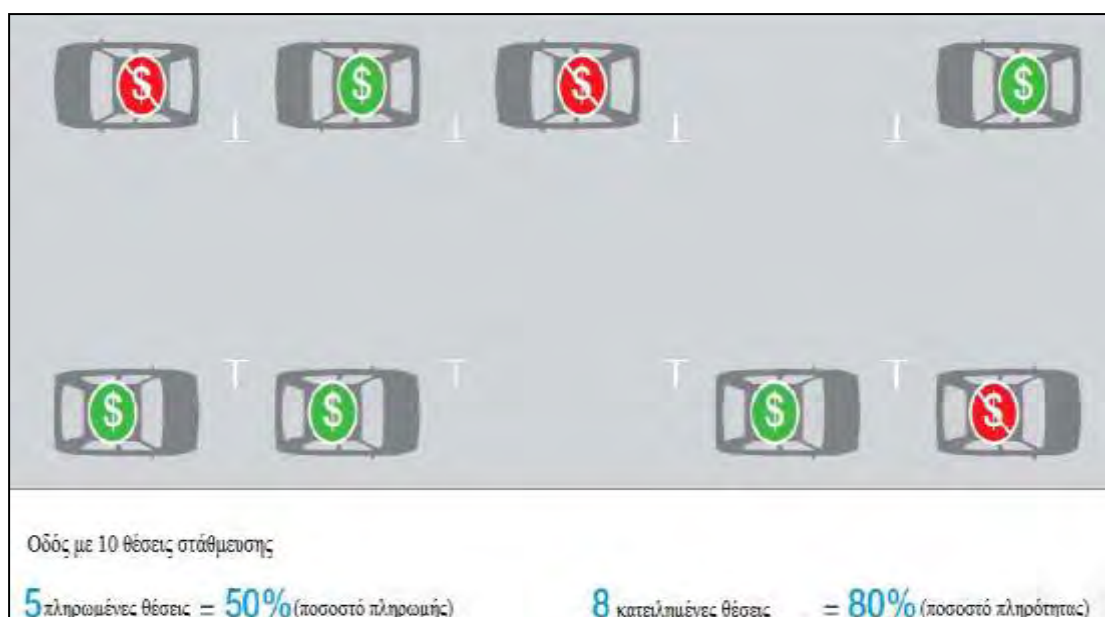 $ $ $ $
$ $ $ $
Οδός με 10 θέσεις στάθμευσης
5 πληρωμένες θέσεις = 50% (ποσοστό πληρωμής) 8 κατειλημένες θέσεις = 80% (ποσοστό πληρότητας)